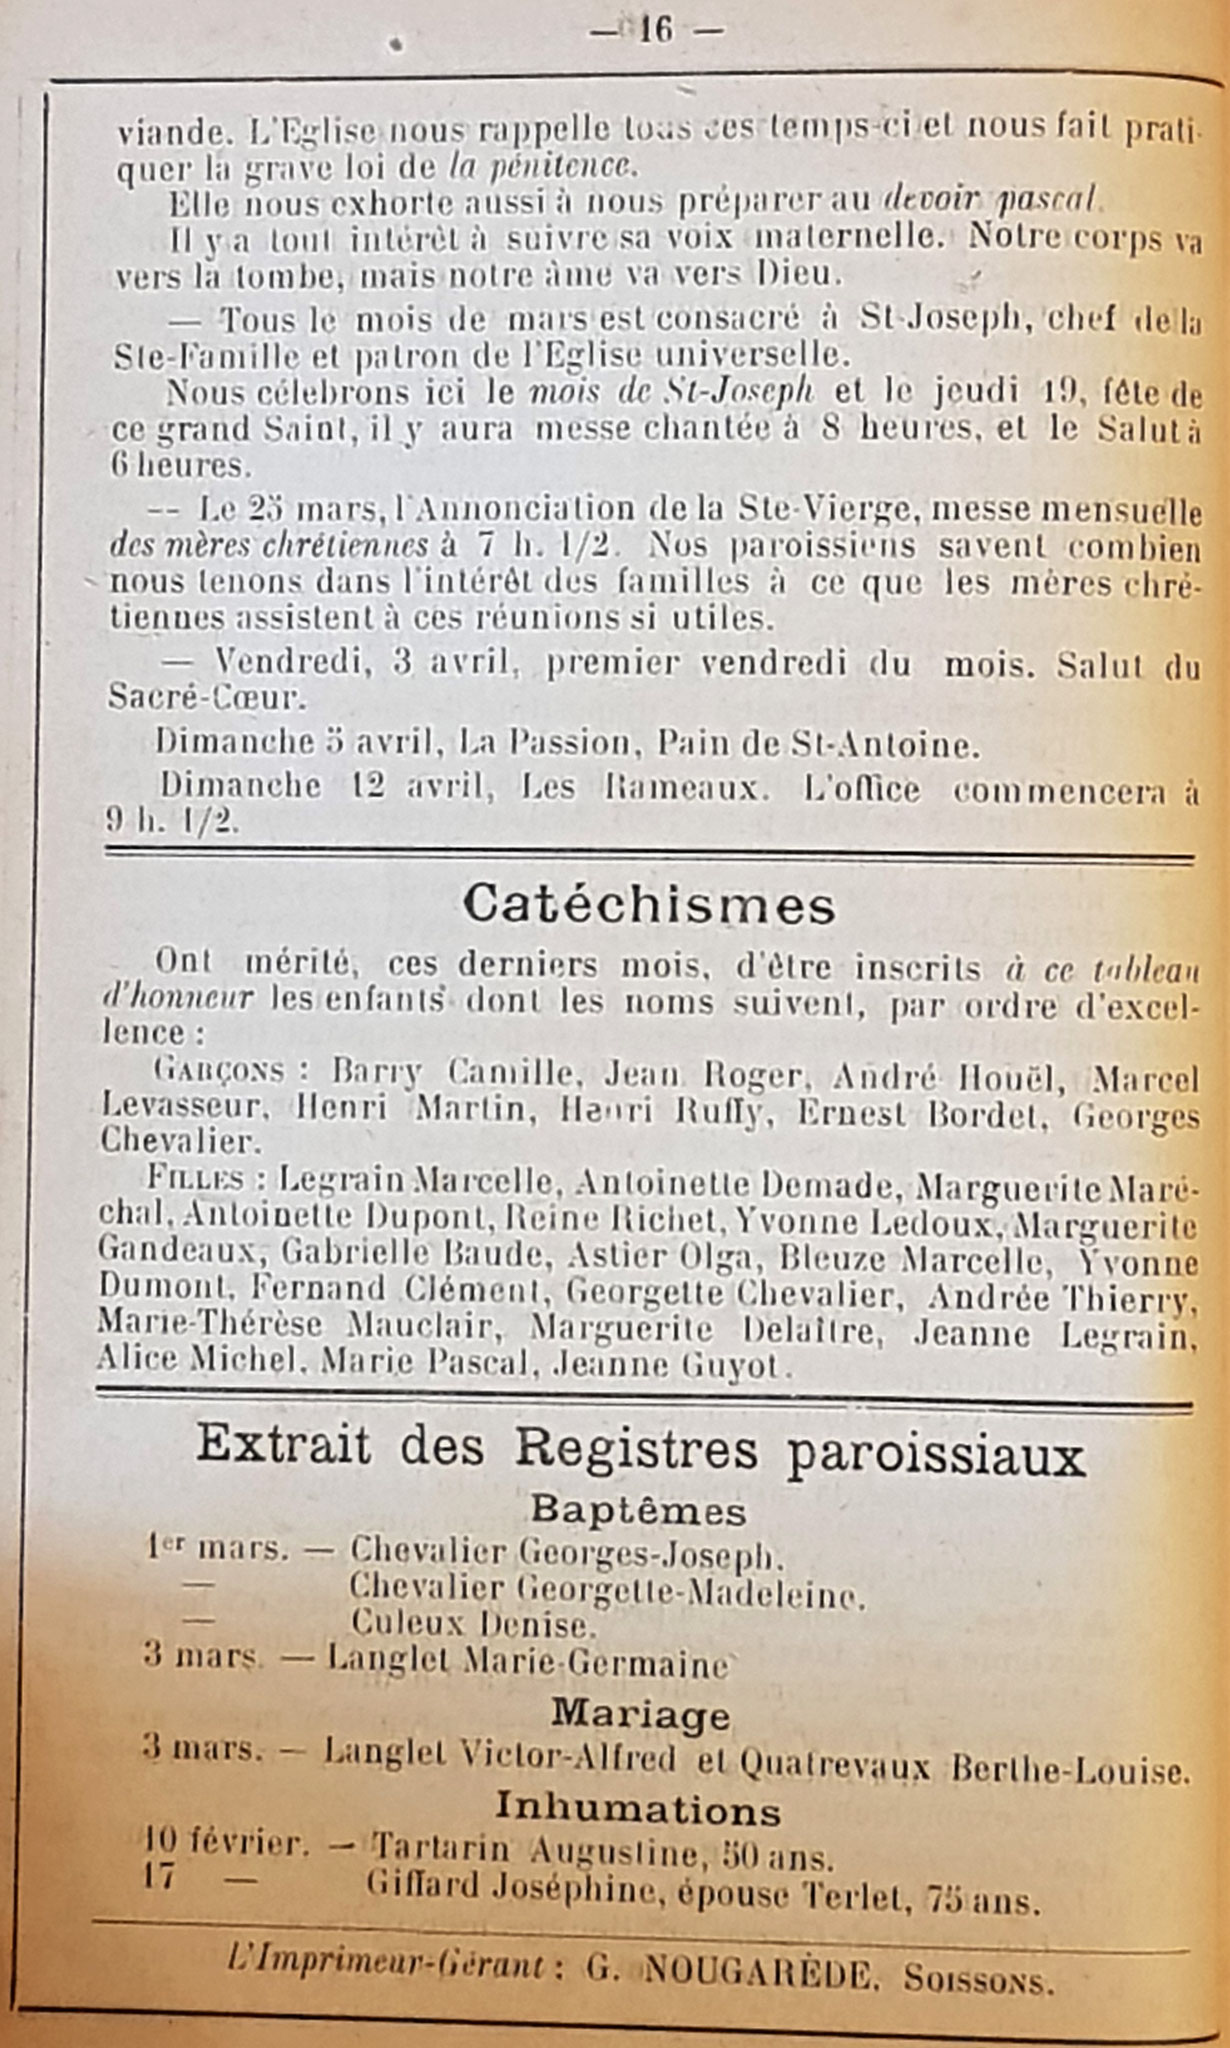 — 16 —
viande. L'Eglise nous rappelle tous ces temps-ci et nous fait prati-
quer la grave loi de la pénitence.
Elle nous exhorte aussi à nous préparer au devoir pascal.
Il y a tout intérêt à suivre sa voix maternelle. Notre corps va
vers la tombe, mais notre âme va vers Dieu.
— Tous le mois de mars est consacré à St-Joseph, chef de la
Ste-Famille et patron de l'Eglise universelle.
Nous célebrons ici le mois de St-Joseph et le jeudi 19, fête de
ce grand Saint, il y aura messe chantée à 8 heures, et le Salut à
6 heures.
-- Le 25 mars, l'Annonciation de la Ste-Vierge, messe mensuelle
des mères chrétiennes à 7 h. 1/2. Nos paroissiens savent combien
nous tenons dans l'intérêt des familles à ce que les mères chré-
tiennes assistent à ces réunions si utiles.
— Vendredi, 3 avril, premier vendredi du mois. Salut du
Sacré-Cœur.
Dimanche 5 avril, La Passion, Pain de St-Antoine.
Dimanche 12 avril, Les Rameaux. L'office commencera à
9 h. 1/2.
Catéchismes
Ont mérité, ces derniers mois, d'être inscrits à ce tableau
d'honneur les enfants dont les noms suivent, par ordre d'excel-
lence :
GARÇONS : Barry Camille, Jean Roger, André Houël, Marcel
Levasseur, Henri Martin, Henri Ruffy, Ernest Bordet, Georges
Chevalier.
FILLES : Legrain Marcelle, Antoinette Demade, Marguerite Maré-
chal, Antoinette Dupont, Reine Richet, Yvonne Ledoux, Marguerite
Gandeaux, Gabrielle Baude, Astier Olga, Bleuze Marcelle, Yvonne
Dumont, Fernand Clément, Georgette Chevalier, Andrée Thierry,
Marie-Thérèse Mauclair, Marguerite Delaître, Jeanne Legrain,
Alice Michel, Marie Pascal, Jeanne Guyot.
Extrait des Registres paroissiaux
Baptêmes
1er mars. — Chevalier Georges-Joseph.
— Chevalier Georgette-Madeleine.
— Culeux Denise.
3 mars. — Langlet Marie-Germaine
Mariage
3 mars. — Langlet Victor-Alfred et Quatrevaux Berthe-Louise.
Inhumations
10 février. — Tartarin Augustine, 50 ans.
17 — Giffard Joséphine, épouse Terlet, 75 ans.
L'Imprimeur-Gérant : G. NOUGARÈDE, SOISSONS.